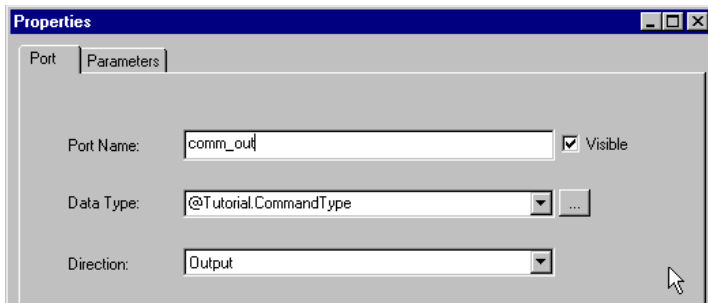 Properties
Port Parameters
Port Name: comm_out Visible
Data Type: @Tutorial.CommandType ...
Direction: Output